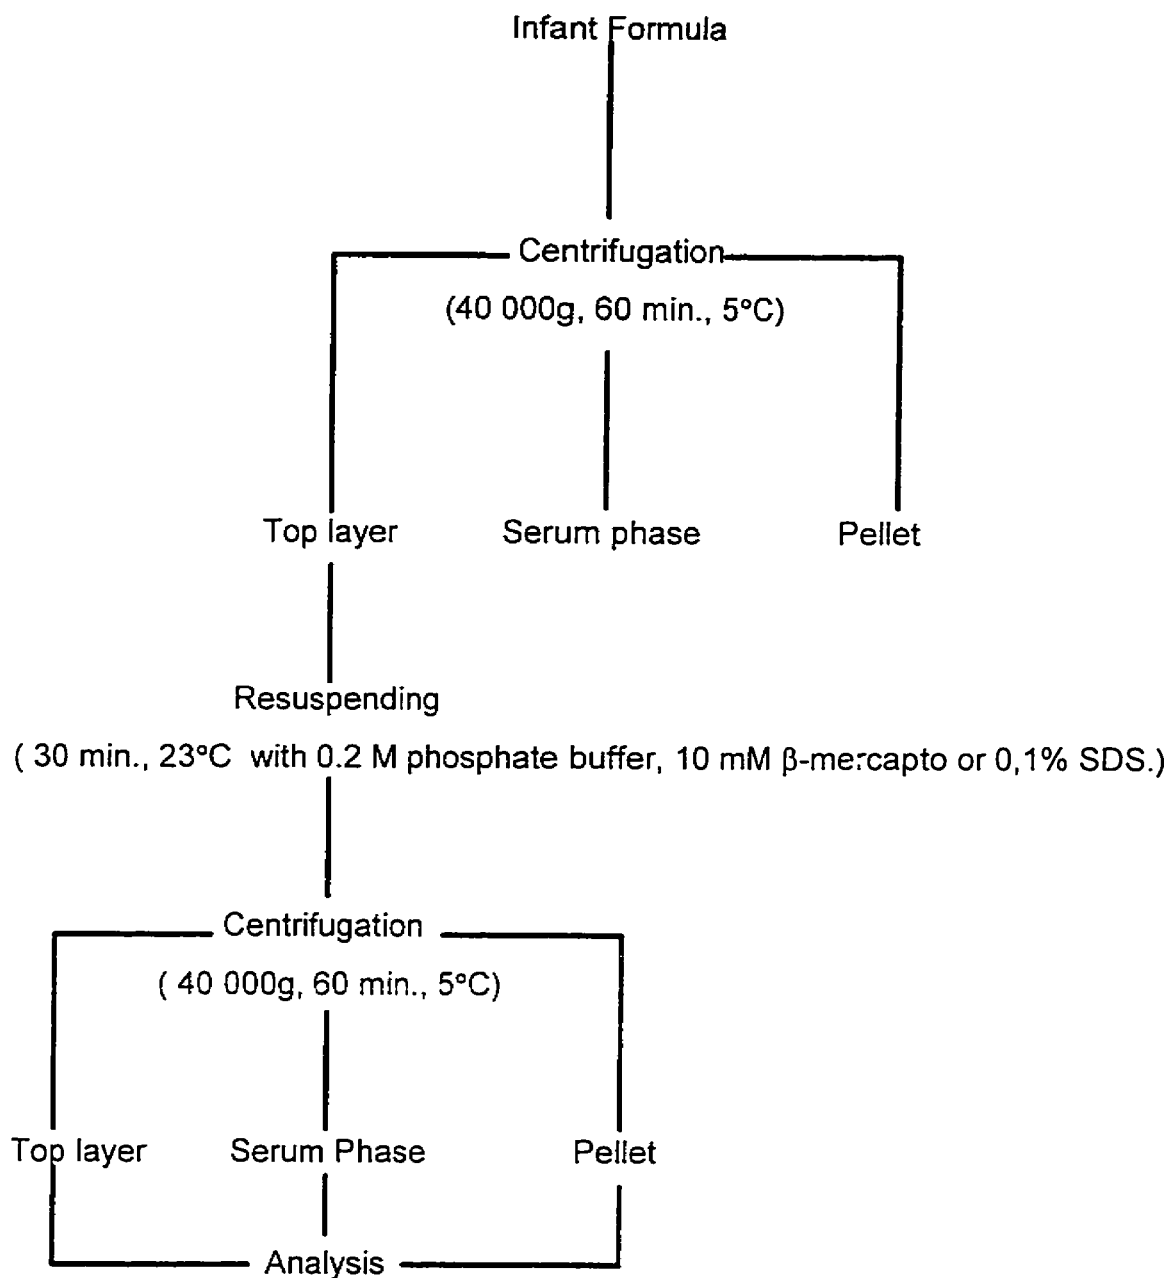 Infant Formula
Centrifugation
(40 000g, 60 min., 5°C)
Top layer Serum phase Pellet
Resuspending
( 30 min., 23°C with 0.2 M phosphate buffer, 10 mM β-mercapto or 0,1% SDS.)
Centrifugation
( 40 000g, 60 min., 5°C)
Top layer Serum Phase Pellet
Analysis